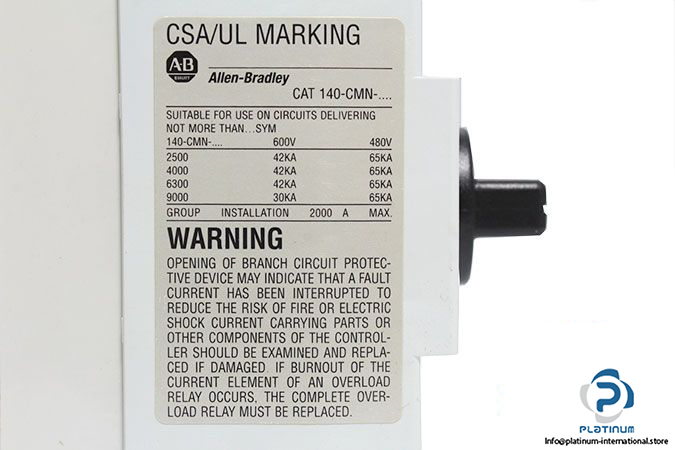 CSA/UL MARKING
A-B
Allen-Bradley
CAT 140-CMN-....
SUITABLE FOR USE ON CIRCUITS DELIVERING
NOT MORE THAN...SYM
140-CMN-.... 600V 480V
2500 42KA 65KA
4000 42KA 65KA
6300 42KA 65KA
9000 30KA 65KA
GROUP INSTALLATION 2000 A MAX.
WARNING
OPENING OF BRANCH CIRCUIT PROTEC-
TIVE DEVICE MAY INDICATE THAT A FAULT
CURRENT HAS BEEN INTERRUPTED TO
REDUCE THE RISK OF FIRE OR ELECTRIC
SHOCK CURRENT CARRYING PARTS OR
OTHER COMPONENTS OF THE CONTROL-
LER SHOULD BE EXAMINED AND REPLA-
CED IF DAMAGED. IF BURNOUT OF THE
CURRENT ELEMENT OF AN OVERLOAD
RELAY OCCURS, THE COMPLETE OVER-
LOAD RELAY MUST BE REPLACED.
PLATINUM
Info@platinum-international.store